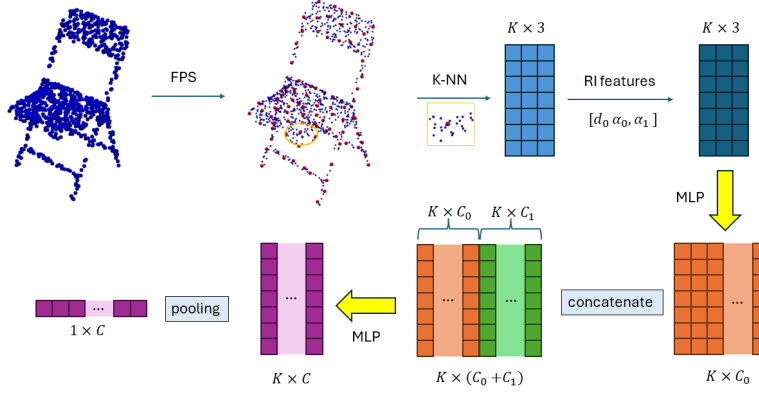 FPS
K-NN
K × 3
RI features
[d₀ α₀, α₁ ]
K × 3
MLP
K × C₀
concatenate
K × C₀
K × C₁
...
...
...
K × (C₀ +C₁)
MLP
...
K × C
pooling
...
1 × C